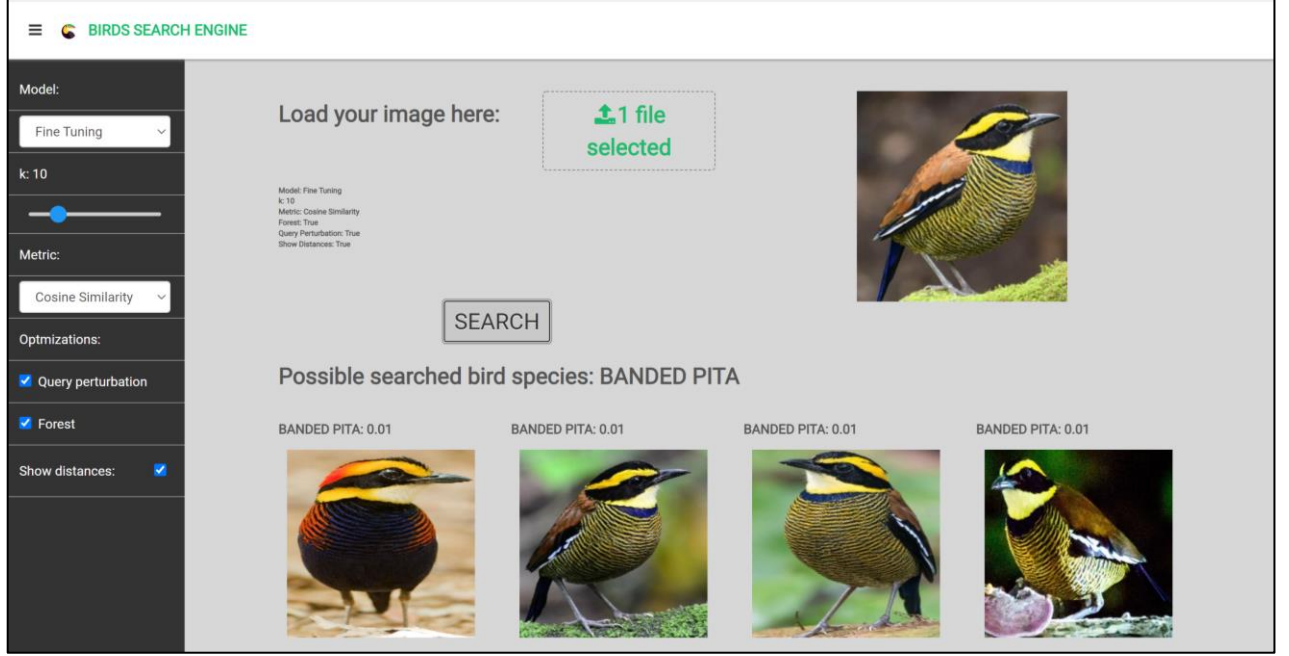 BIRDS SEARCH ENGINE
Model:
Fine Tuning
k: 10
Metric:
Cosine Similarity
Optmizations:
Query perturbation
Forest
Show distances:
Load your image here:
1 file
selected
Model: Fine Tuning
k: 10
Metric: Cosine Similarity
Forest: True
Query Perturbation: True
Show Distances: True
SEARCH
Possible searched bird species: BANDED PITA
BANDED PITA: 0.01 BANDED PITA: 0.01 BANDED PITA: 0.01 BANDED PITA: 0.01